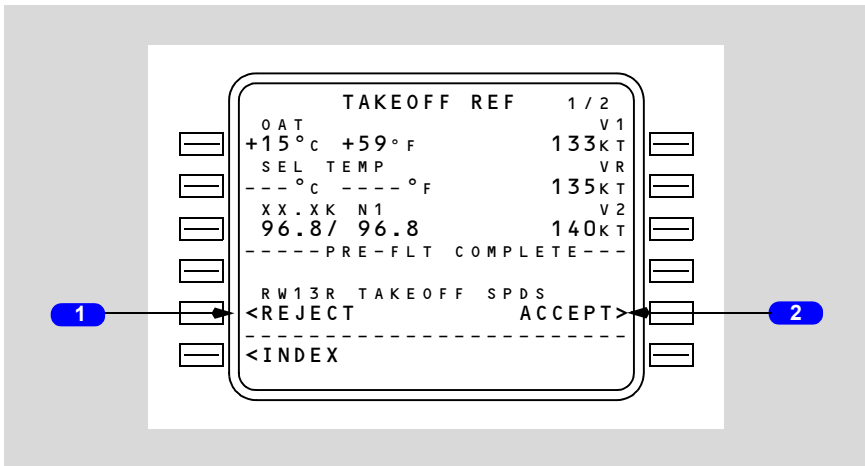 TAKEOFF REF 1/2
OAT V1
+15°C +59°F 133KT
SEL TEMP VR
---°C ----°F 135KT
XX.XK N1 V2
96.8/ 96.8 140KT
-----PRE-FLT COMPLETE---
RW13R TAKEOFF SPDS
1 <REJECT ACCEPT> 2
------------------------
<INDEX